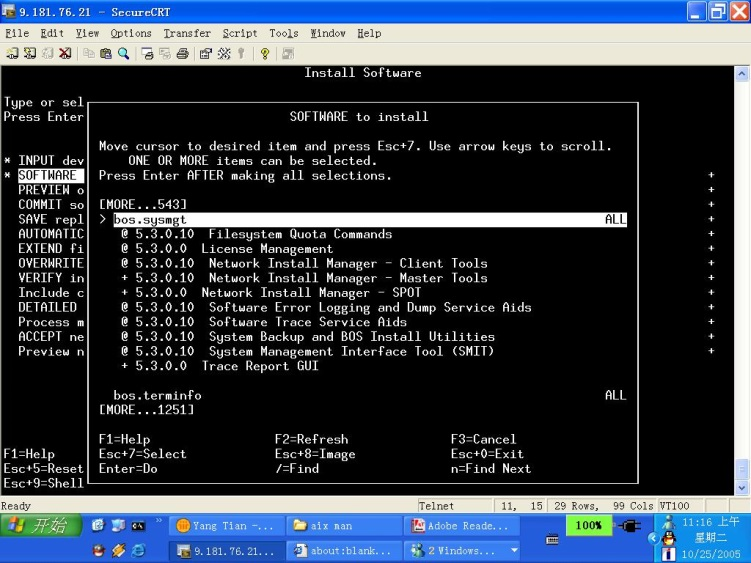 9.181.76.21 - SecureCRT
File Edit View Options Transfer Script Tools Window Help
Install Software
Type or sel
Press Enter
SOFTWARE to install
Move cursor to desired item and press Esc+7. Use arrow keys to scroll.
ONE OR MORE items can be selected.
Press Enter AFTER making all selections.
* INPUT dev
* SOFTWARE +
PREVIEW o +
COMMIT so +
SAVE repl +
AUTOMATIC +
EXTEND fi +
OVERWRITE +
VERIFY in +
Include c +
DETAILED +
Process m +
ACCEPT ne +
Preview n +
[MORE...543]
> bos.sysmgt ALL
@ 5.3.0.10 Filesystem Quota Commands
@ 5.3.0.0 License Management
@ 5.3.0.10 Network Install Manager - Client Tools
+ 5.3.0.10 Network Install Manager - Master Tools
+ 5.3.0.0 Network Install Manager - SPOT
@ 5.3.0.10 Software Error Logging and Dump Service Aids
@ 5.3.0.10 Software Trace Service Aids
@ 5.3.0.10 System Backup and BOS Install Utilities
@ 5.3.0.10 System Management Interface Tool (SMIT)
+ 5.3.0.0 Trace Report GUI
bos.terminfo ALL
[MORE...1251]
F1=Help F2=Refresh F3=Cancel
Esc+7=Select Esc+8=Image Esc+0=Exit
Enter=Do /=Find n=Find Next
F1=Help
Esc+5=Reset
Esc+9=Shell
Ready Telnet 11, 15 29 Rows, 99 Cols VT100
开始 Yang Tian -... aix man Adobe Reade... 100% 11:16 上午
星期二
9.181.76.21... about:blank... 2 Windows... 10/25/2005